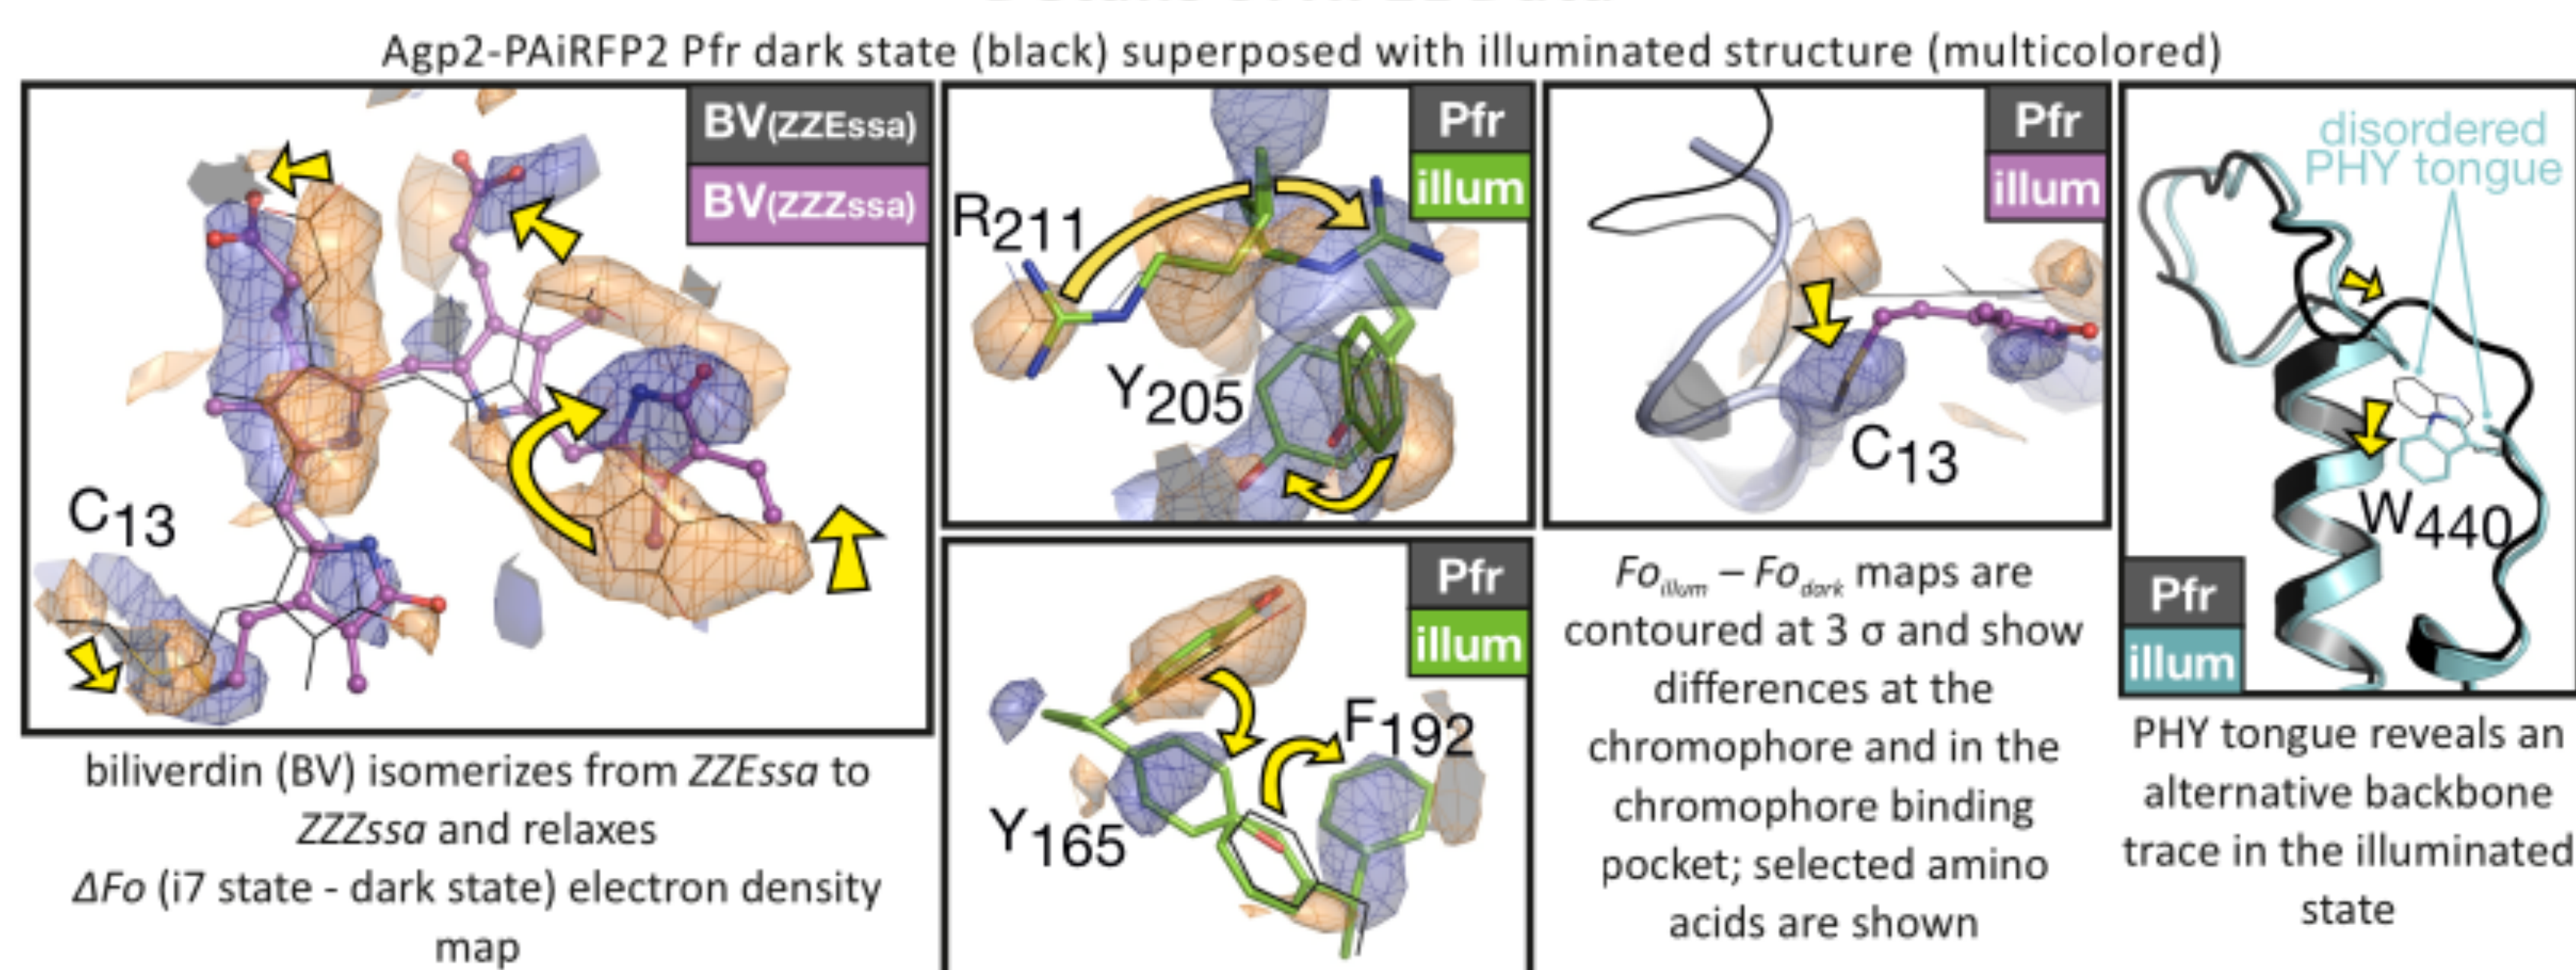 Agp2-PAiRFP2 Pfr dark state (black) superposed with illuminated structure (multicolored)
BV(ZZEssa)
BV(ZZZssa)
C13
biliverdin (BV) isomerizes from ZZEssa to
ZZZssa and relaxes
ΔFo (i7 state - dark state) electron density
map
Pfr
illum
R211
Y205
Pfr
illum
F192
Y165
Pfr
illum
C13
Foillum – Fodark maps are
contoured at 3 σ and show
differences at the
chromophore and in the
chromophore binding
pocket; selected amino
acids are shown
disordered
PHY tongue
W440
Pfr
illum
PHY tongue reveals an
alternative backbone
trace in the illuminated
state